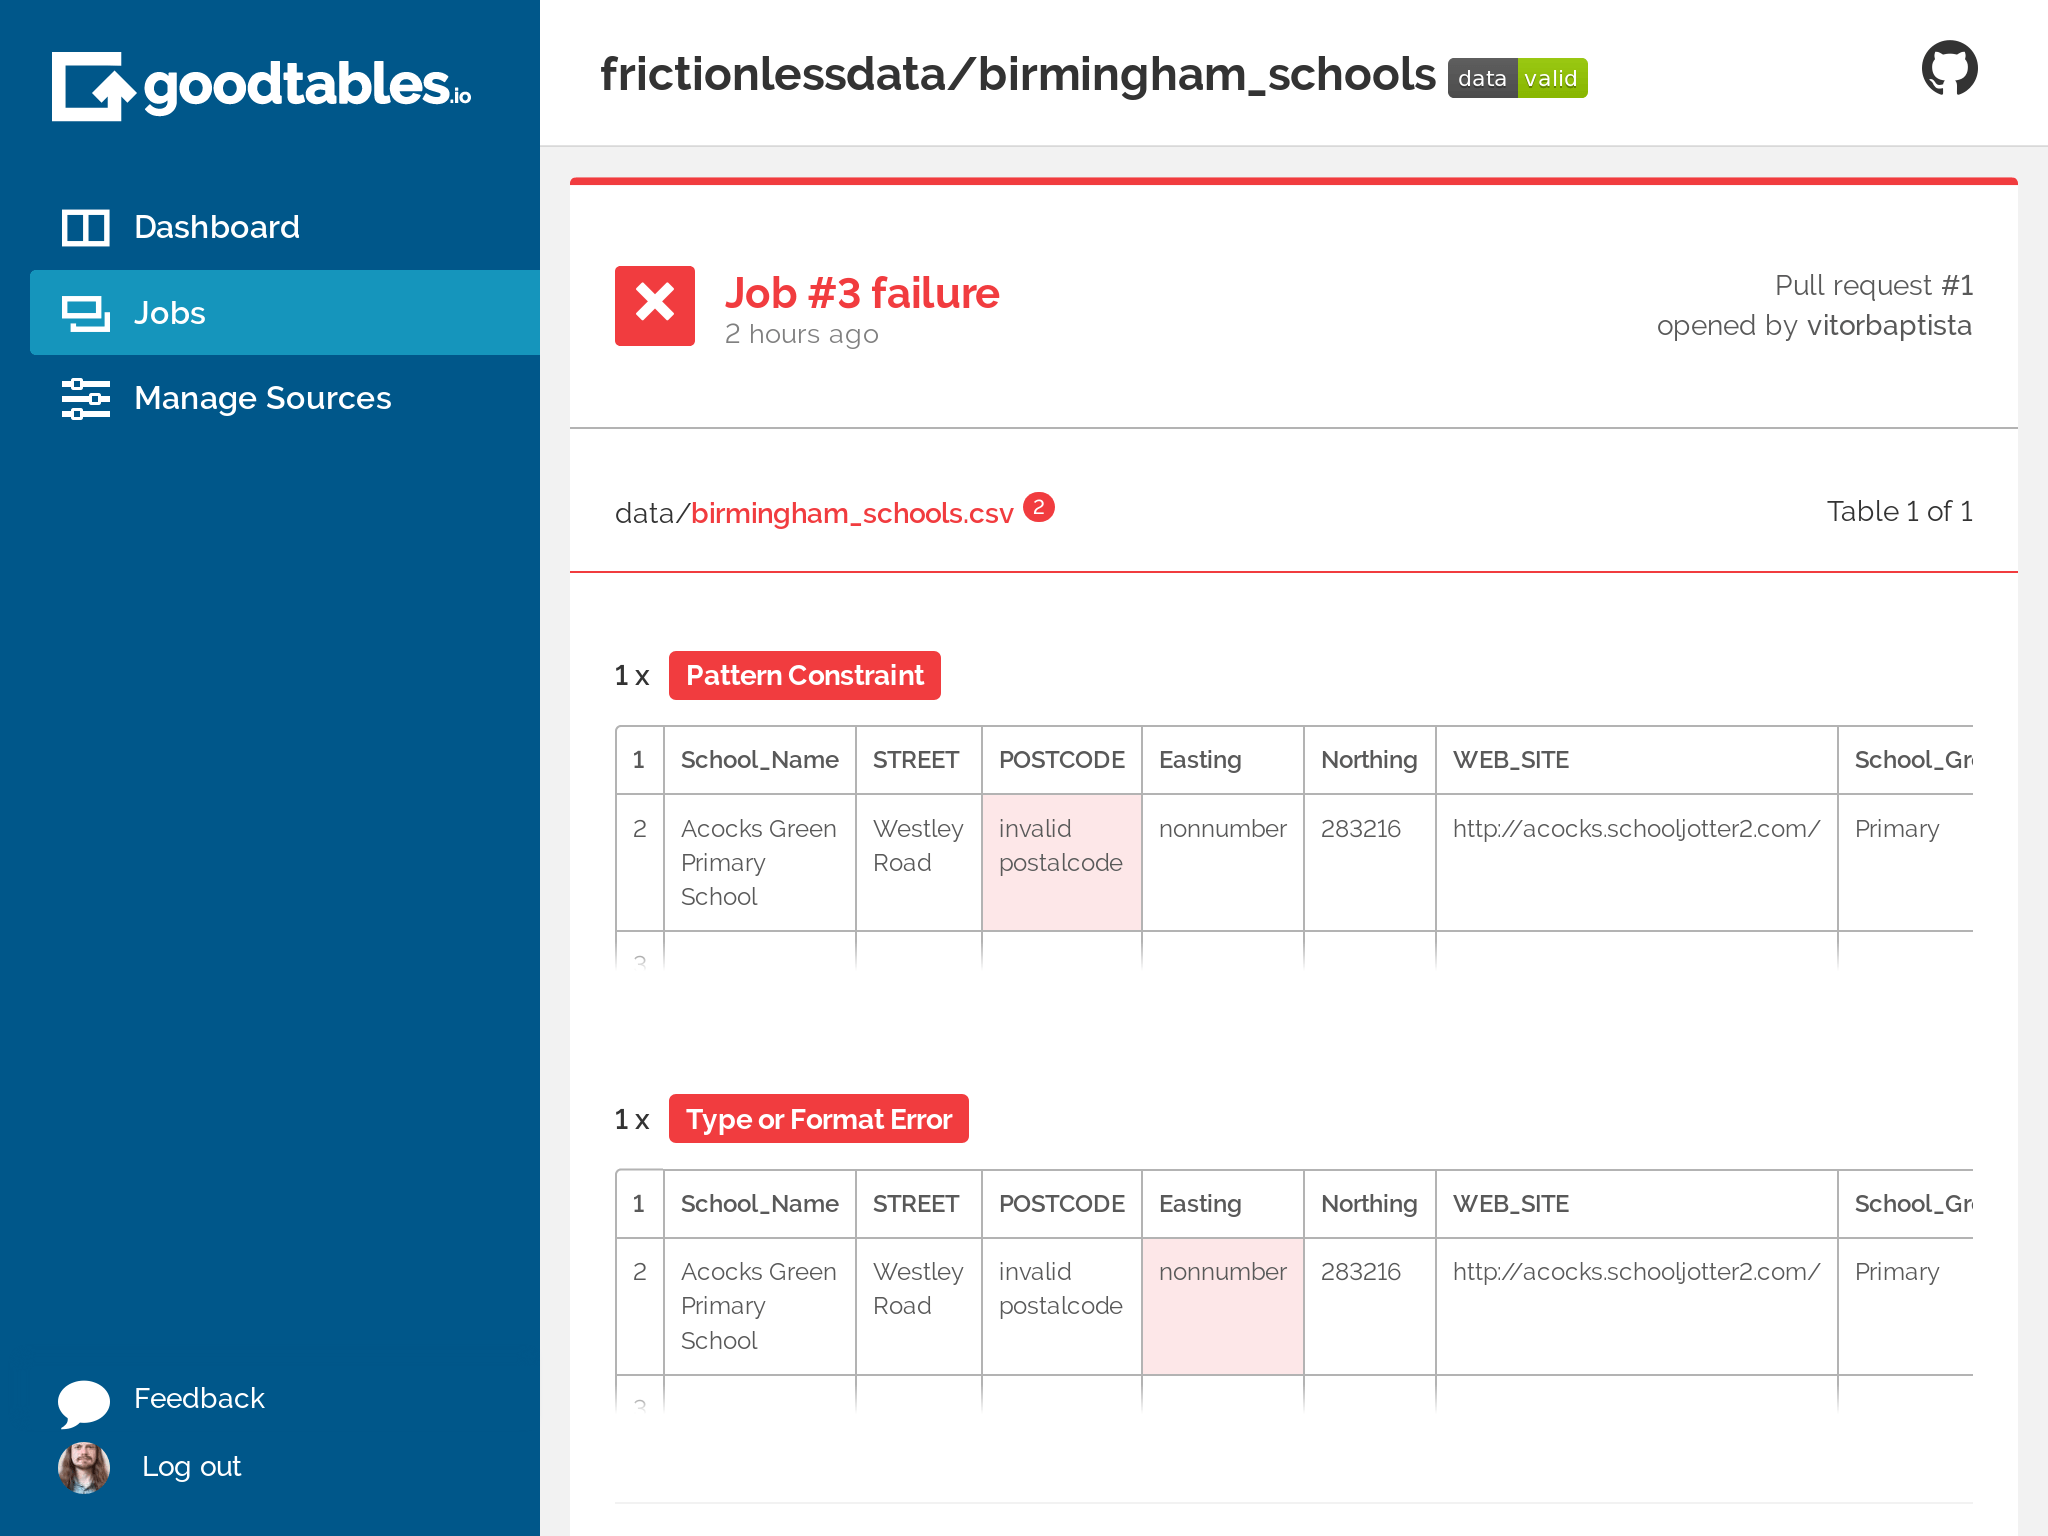 goodtables.io
Dashboard
Jobs
Manage Sources
Feedback
Log out
frictionlessdata/birmingham_schools data valid
Job #3 failure
2 hours ago
Pull request #1
opened by vitorbaptista
data/birmingham_schools.csv 2
Table 1 of 1
1 x Pattern Constraint
1 School_Name STREET POSTCODE Easting Northing WEB_SITE School_Gr
2 Acocks Green Westley invalid nonnumber 283216 http://acocks.schooljotter2.com/ Primary
Primary Road postalcode
School
3
1 x Type or Format Error
1 School_Name STREET POSTCODE Easting Northing WEB_SITE School_Gr
2 Acocks Green Westley invalid nonnumber 283216 http://acocks.schooljotter2.com/ Primary
Primary Road postalcode
School
3